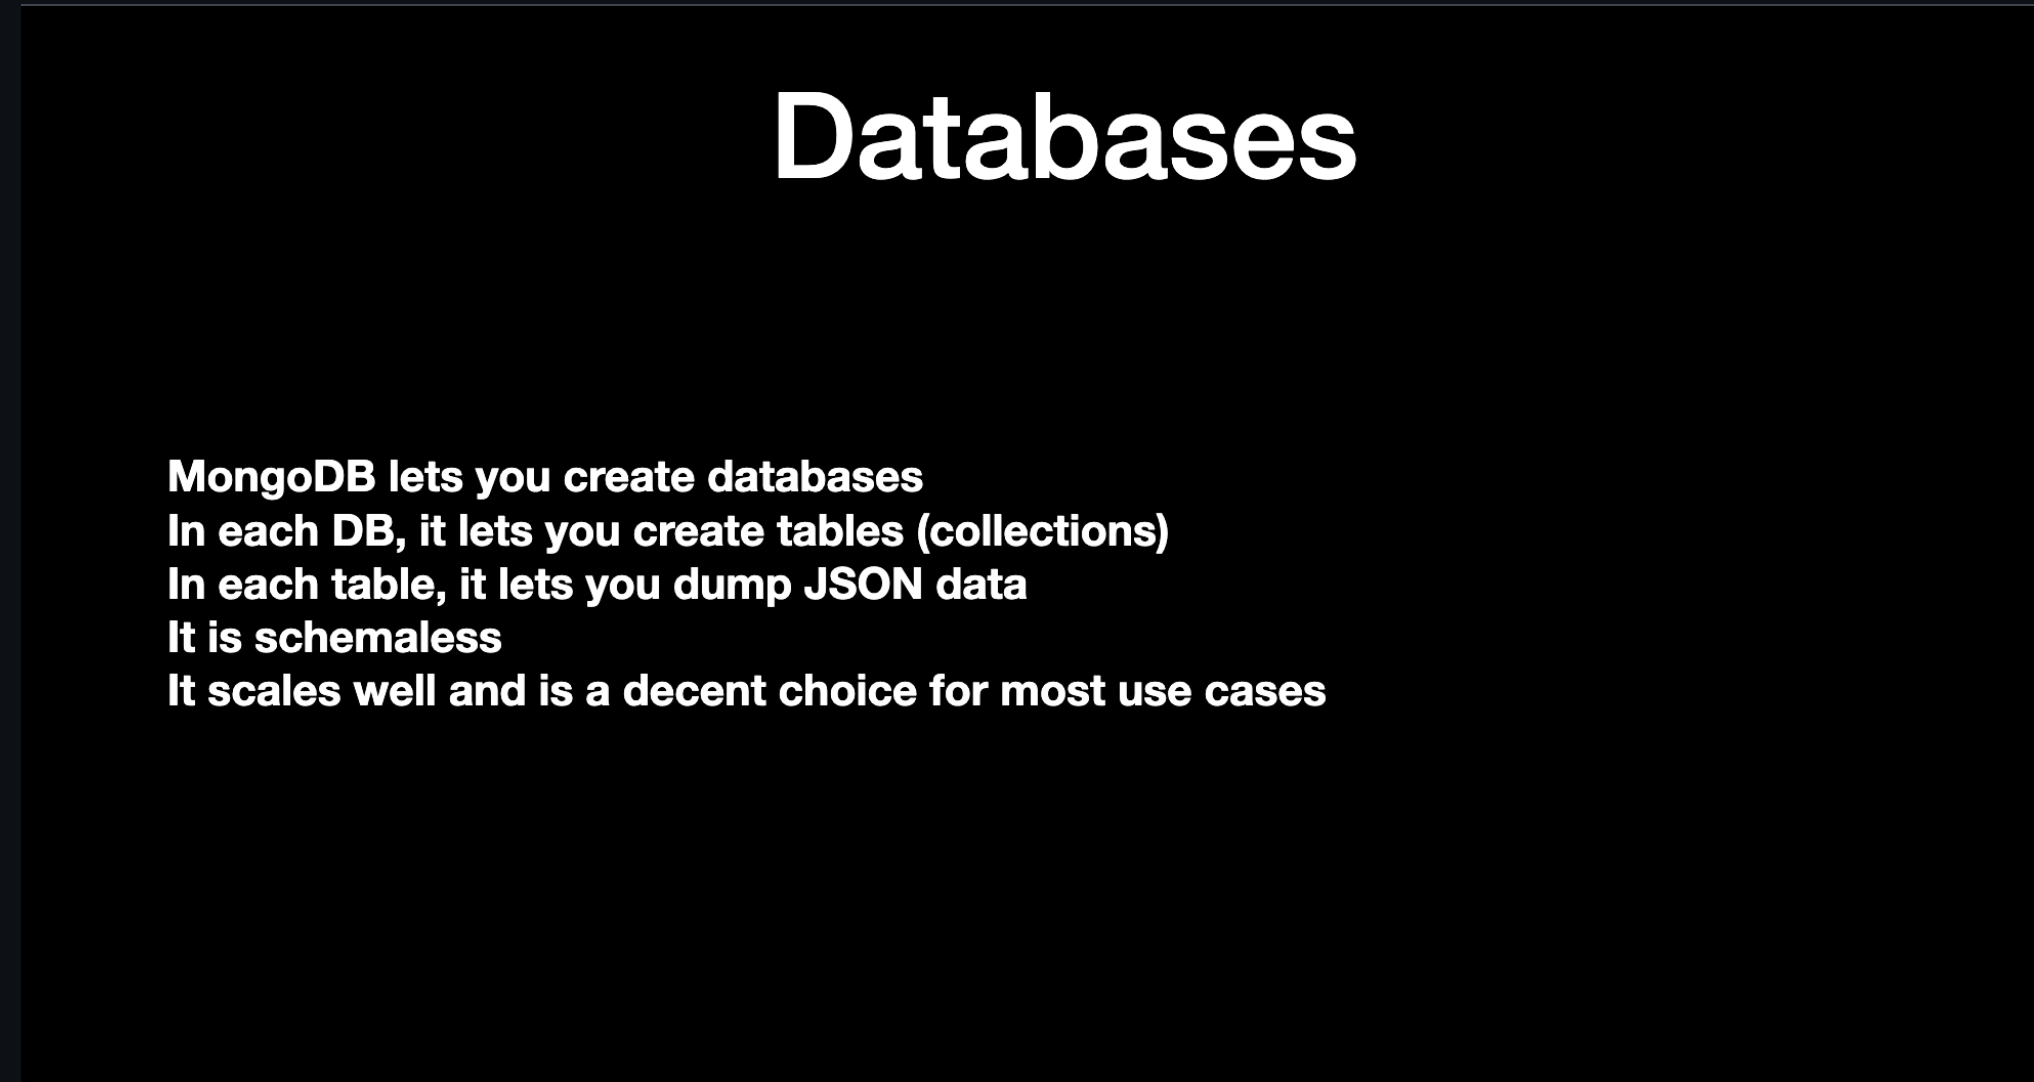 Databases
MongoDB lets you create databases
In each DB, it lets you create tables (collections)
In each table, it lets you dump JSON data
It is schemaless
It scales well and is a decent choice for most use cases